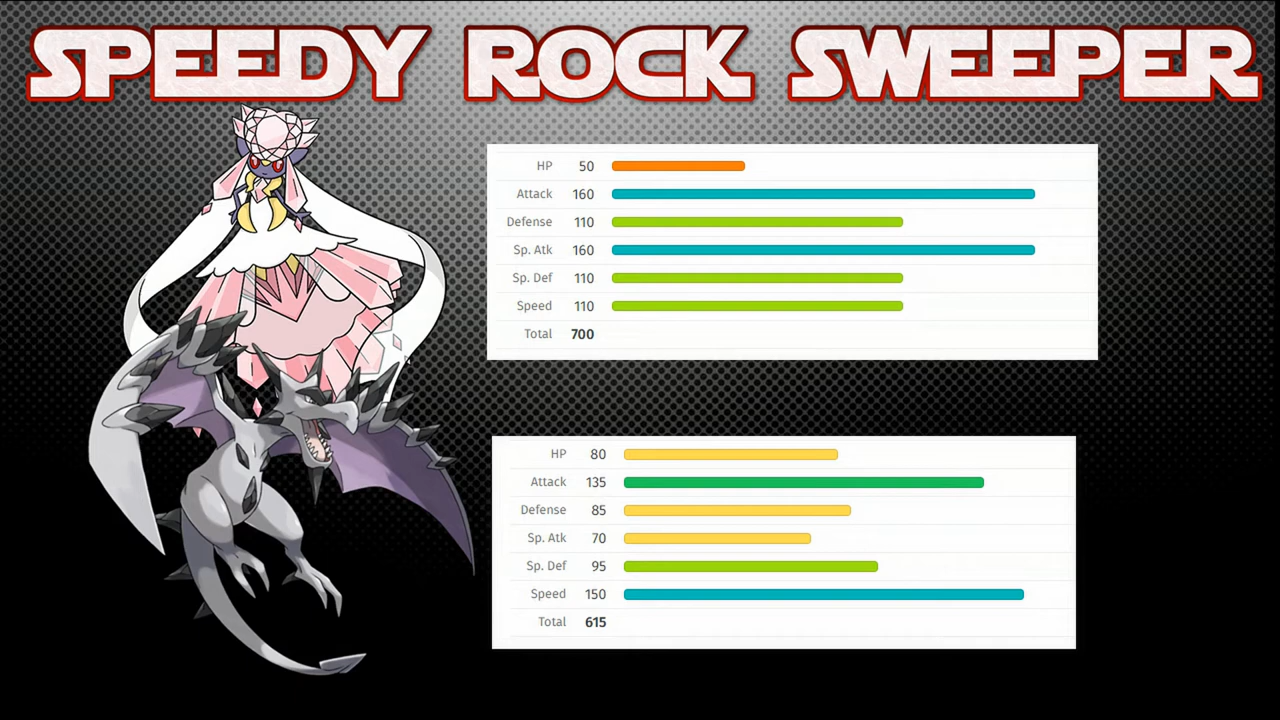 SPEEDY ROCK SWEEPER
HP 50
Attack 160
Defense 110
Sp. Atk 160
Sp. Def 110
Speed 110
Total 700
HP 80
Attack 135
Defense 85
Sp. Atk 70
Sp. Def 95
Speed 150
Total 615